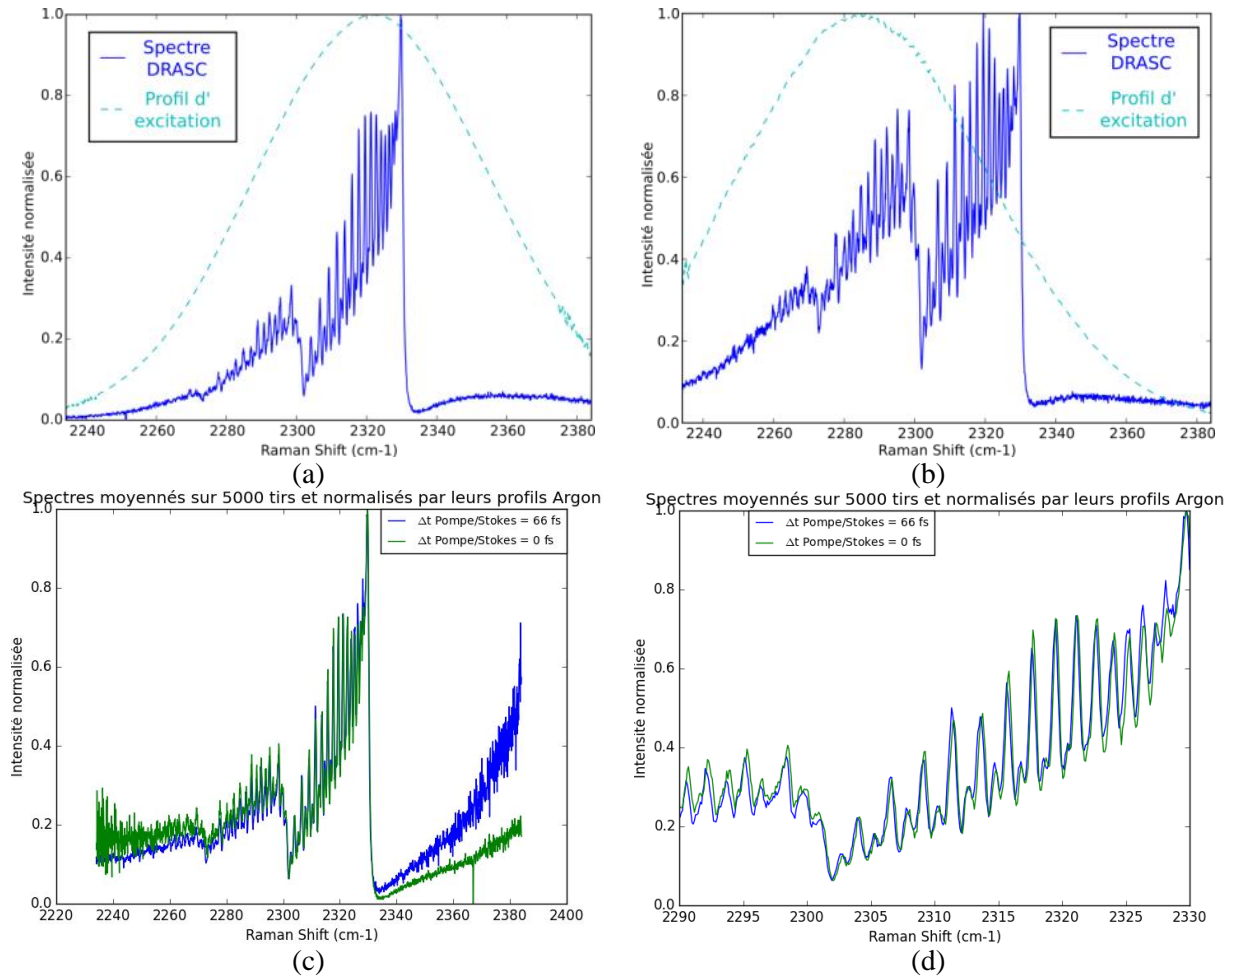 1.0
0.8
0.6
0.4
0.2
0.0
Intensité normalisée
Spectre
DRASC
Profil d'
excitation
2240 2260 2280 2300 2320 2340 2360 2380
Raman Shift (cm-1)
(a)
1.0
0.8
0.6
0.4
0.2
0.0
Intensité normalisée
Spectre
DRASC
Profil d'
excitation
2240 2260 2280 2300 2320 2340 2360 2380
Raman Shift (cm-1)
(b)
Spectres moyennés sur 5000 tirs et normalisés par leurs profils Argon
1.0
0.8
0.6
0.4
0.2
0.0
Intensité normalisée
Δt Pompe/Stokes = 66 fs
Δt Pompe/Stokes = 0 fs
2220 2240 2260 2280 2300 2320 2340 2360 2380 2400
Raman Shift (cm-1)
(c)
Spectres moyennés sur 5000 tirs et normalisés par leurs profils Argon
1.0
0.8
0.6
0.4
0.2
0.0
Intensité normalisée
Δt Pompe/Stokes = 66 fs
Δt Pompe/Stokes = 0 fs
2290 2295 2300 2305 2310 2315 2320 2325 2330
Raman Shift (cm-1)
(d)